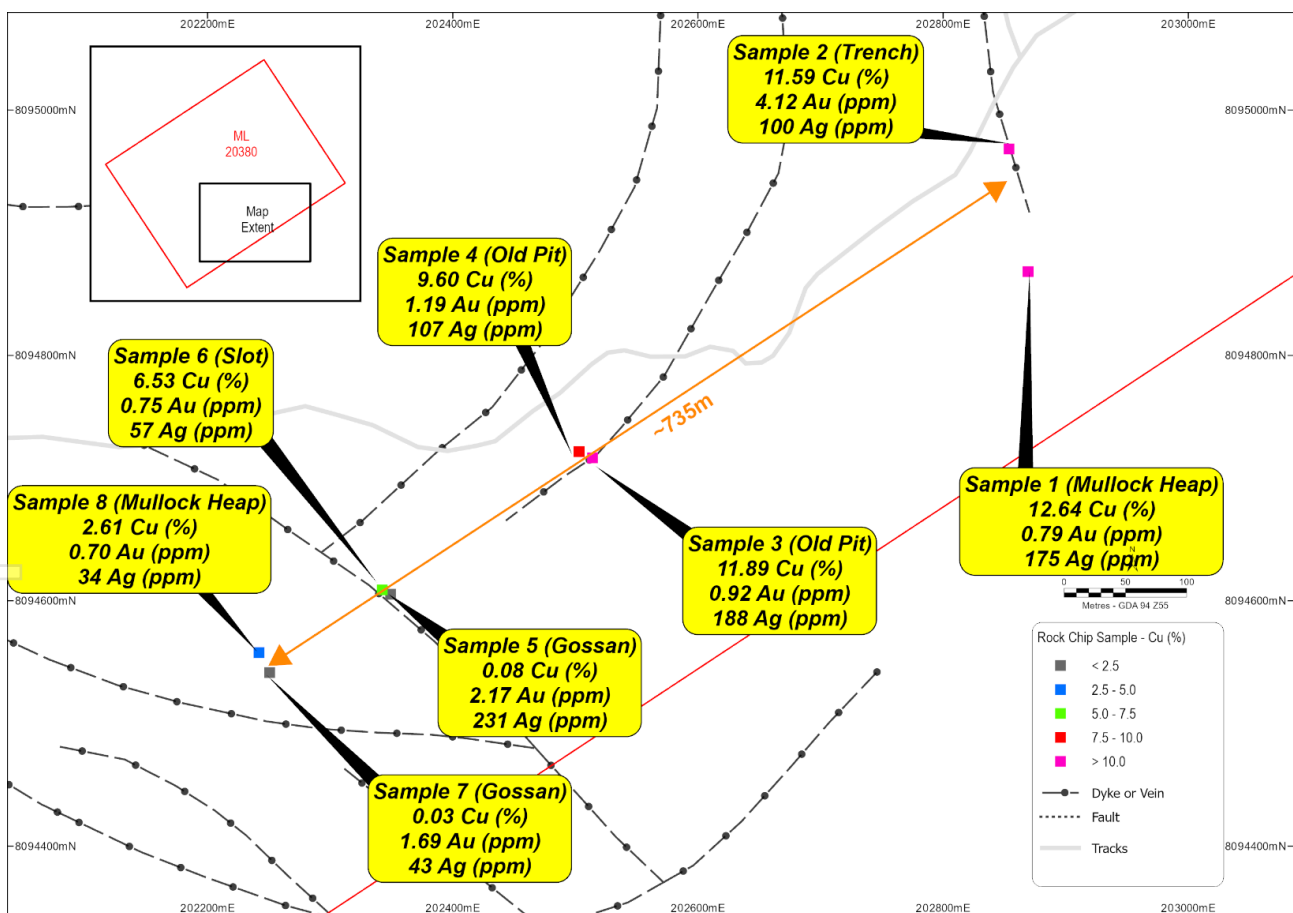 202200mE
202400mE
202600mE
202800mE
203000mE
8095000mN
8095000mN
ML
20380
Map
Extent
Sample 2 (Trench)
11.59 Cu (%)
4.12 Au (ppm)
100 Ag (ppm)
Sample 4 (Old Pit)
9.60 Cu (%)
1.19 Au (ppm)
107 Ag (ppm)
8094800mN
8094800mN
Sample 6 (Slot)
6.53 Cu (%)
0.75 Au (ppm)
57 Ag (ppm)
~735m
Sample 8 (Mullock Heap)
2.61 Cu (%)
0.70 Au (ppm)
34 Ag (ppm)
Sample 1 (Mullock Heap)
12.64 Cu (%)
0.79 Au (ppm)
175 Ag (ppm)
Sample 3 (Old Pit)
11.89 Cu (%)
0.92 Au (ppm)
188 Ag (ppm)
N
0 50 100
Metres - GDA 94 Z55
8094600mN
8094600mN
Sample 5 (Gossan)
0.08 Cu (%)
2.17 Au (ppm)
231 Ag (ppm)
Sample 7 (Gossan)
0.03 Cu (%)
1.69 Au (ppm)
43 Ag (ppm)
Rock Chip Sample - Cu (%)
< 2.5
2.5 - 5.0
5.0 - 7.5
7.5 - 10.0
> 10.0
Dyke or Vein
Fault
Tracks
8094400mN
8094400mN
202200mE
202400mE
202600mE
202800mE
203000mE